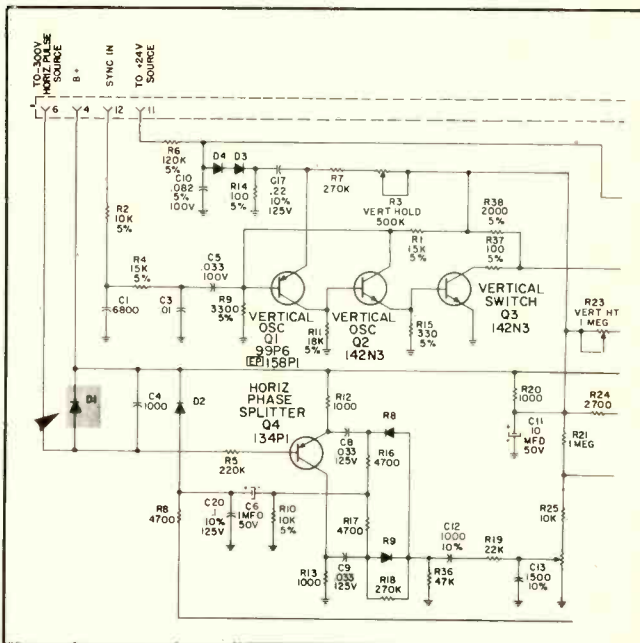 TO-300V
HORIZ. PULSE
SOURCE
B+
SYNC IN
TO +24V
SOURCE
6
4
12
11
R6
120K
5%
D4
D3
C10
.082
5%
100V
R14
100
5%
C17
.22
10%
125V
R7
270K
R3
VERT HOLD
500K
R38
2000
5%
R37
100
5%
R1
15K
5%
R2
10K
5%
R4
15K
5%
C5
.033
100V
C1
6800
C3
.01
R9
3300
5%
VERTICAL
OSC
Q1
99P6
EP 158P1
R11
18K
5%
VERTICAL
OSC
Q2
142N3
R15
330
5%
VERTICAL
SWITCH
Q3
142N3
R23
VERT HT
1 MEG
D1
C4
1000
D2
HORIZ
PHASE
SPLITTER
Q4
134P1
R12
1000
R8
C8
.033
125V
R16
4700
R20
1000
C11
10
MFD
50V
R24
2700
R21
1 MEG
R5
220K
R8
4700
C20
.1
10%
125V
C6
1MFD
50V
R10
10K
5%
R17
4700
R9
R13
1000
C9
.033
125V
R18
270K
R36
47K
C12
1000
10%
R19
22K
C13
1500
10%
R25
10K